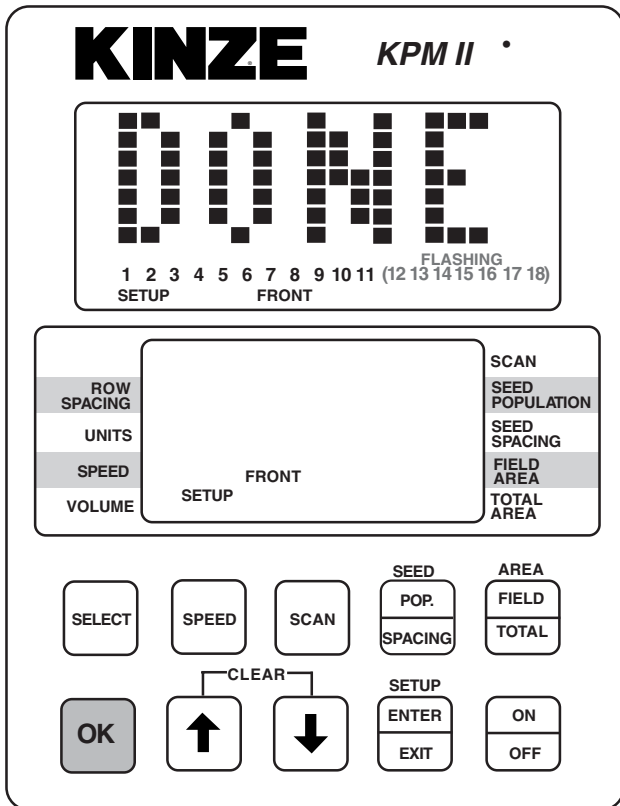 KINZE KPM II
DONE
FLASHING
1 2 3 4 5 6 7 8 9 10 11 (12 13 14 15 16 17 18)
SETUP FRONT
SCAN
ROW SPACING
SEED POPULATION
UNITS
SEED SPACING
SPEED
FRONT
FIELD AREA
VOLUME
SETUP
TOTAL AREA
SEED AREA
SELECT SPEED SCAN POP. FIELD
SPACING TOTAL
CLEAR SETUP
OK ENTER ON
EXIT OFF